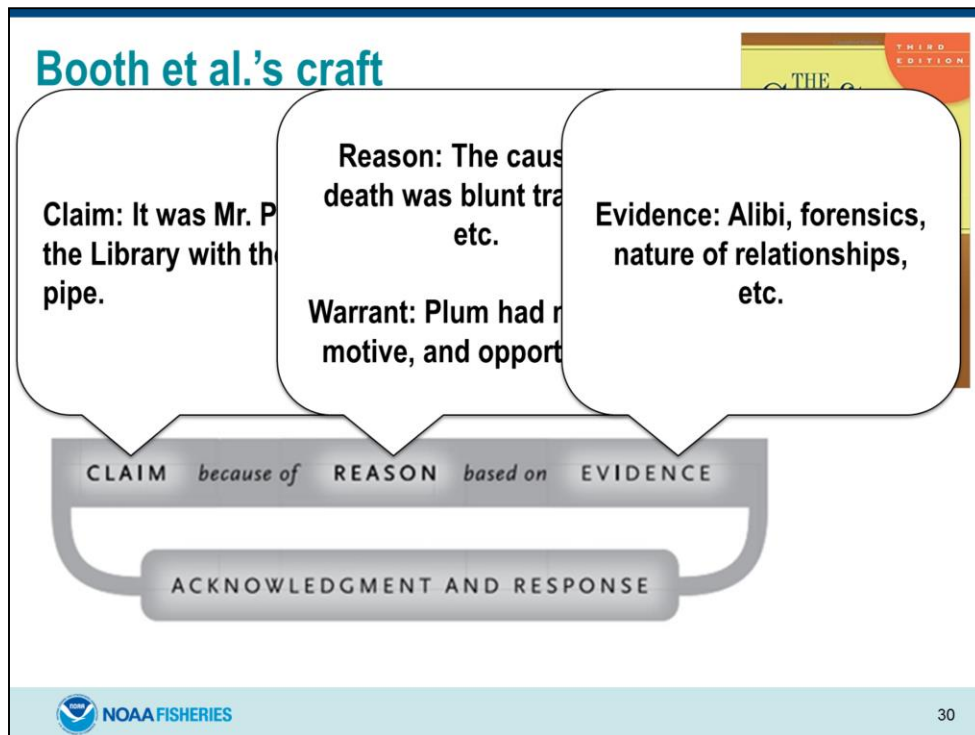 Booth et al.'s craft
THIRD
EDITION
THE
Claim: It was Mr. P
the Library with th
pipe.
Reason: The caus
death was blunt tra
etc.
Warrant: Plum had
motive, and opport
Evidence: Alibi, forensics,
nature of relationships,
etc.
CLAIM because of REASON based on EVIDENCE
ACKNOWLEDGMENT AND RESPONSE
NOAA FISHERIES
30